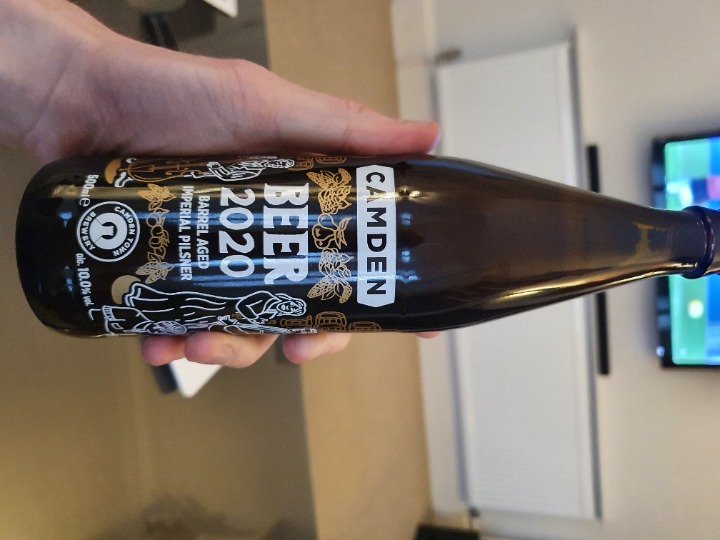 CAMDEN
BEER
2020
BARREL AGED
IMPERIAL PILSNER
CAMDEN TOWN
BREWERY
500ml e
alc. 10.0% vol.